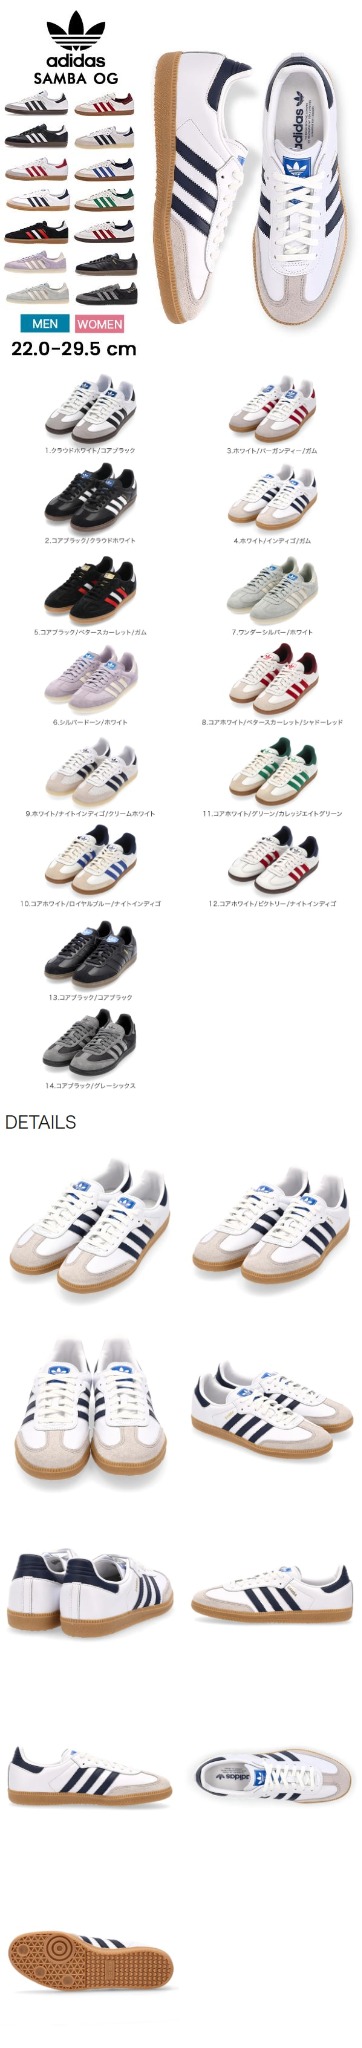 adidas
SAMBA OG
adidas
MEN
WOMEN
22.0-29.5 cm
1.クラウドホワイト/コアブラック
3.ホワイト/バーガンディー/ガム
2.コアブラック/クラウドホワイト
4.ホワイト/インディゴ/ガム
5.コアブラック/ベタースカーレット/ガム
7.ワンダーシルバー/ホワイト
6.シルバードーン/ホワイト
8.コアホワイト/ベタースカーレット/シャドーレッド
9.ホワイト/ナイトインディゴ/クリームホワイト
11.コアホワイト/グリーン/カレッジエイトグリーン
10.コアホワイト/ロイヤルブルー/ナイトインディゴ
12.コアホワイト/ビクトリー/ナイトインディゴ
13.コアブラック/コアブラック
14.コアブラック/グレーシックス
DETAILS
adidas